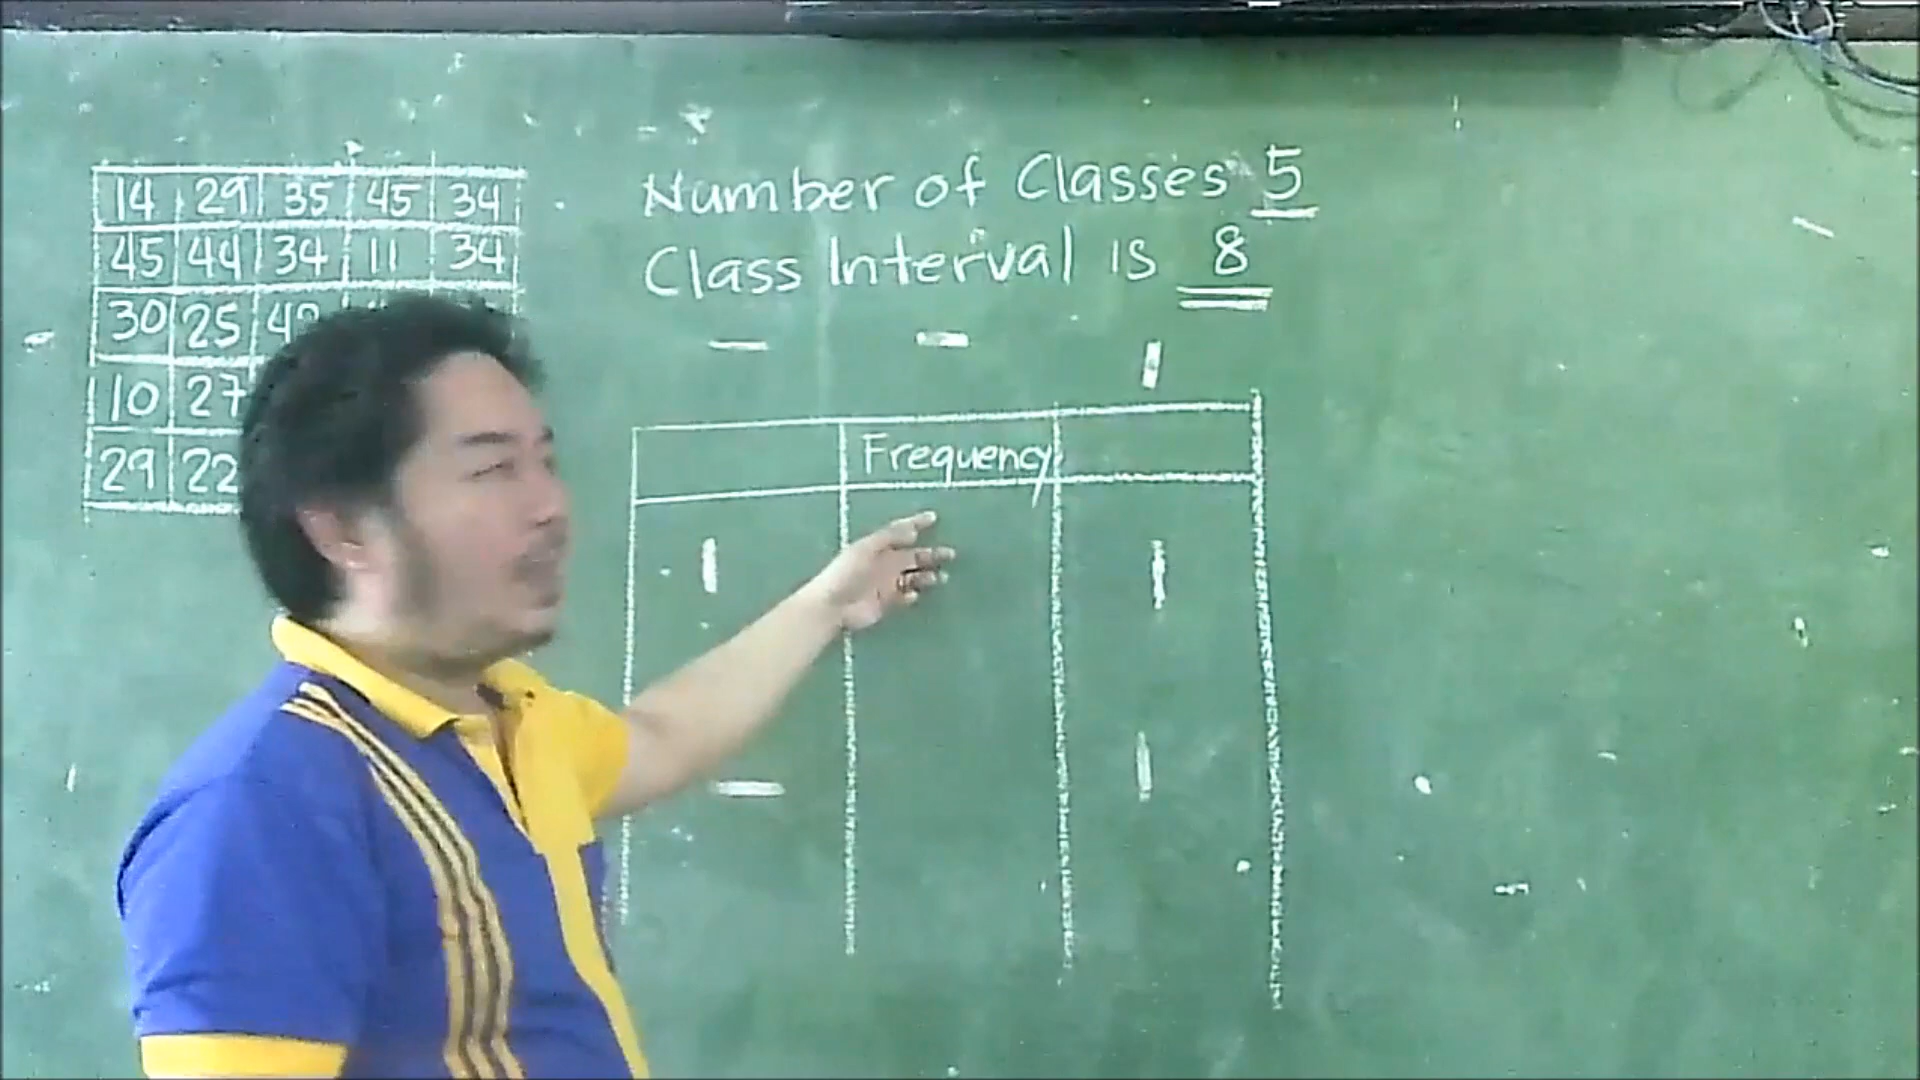 14 29 35 45 34
45 44 34 11 34
30 25
10 27
29 22
Number of Classes 5
Class Interval is 8
Frequency